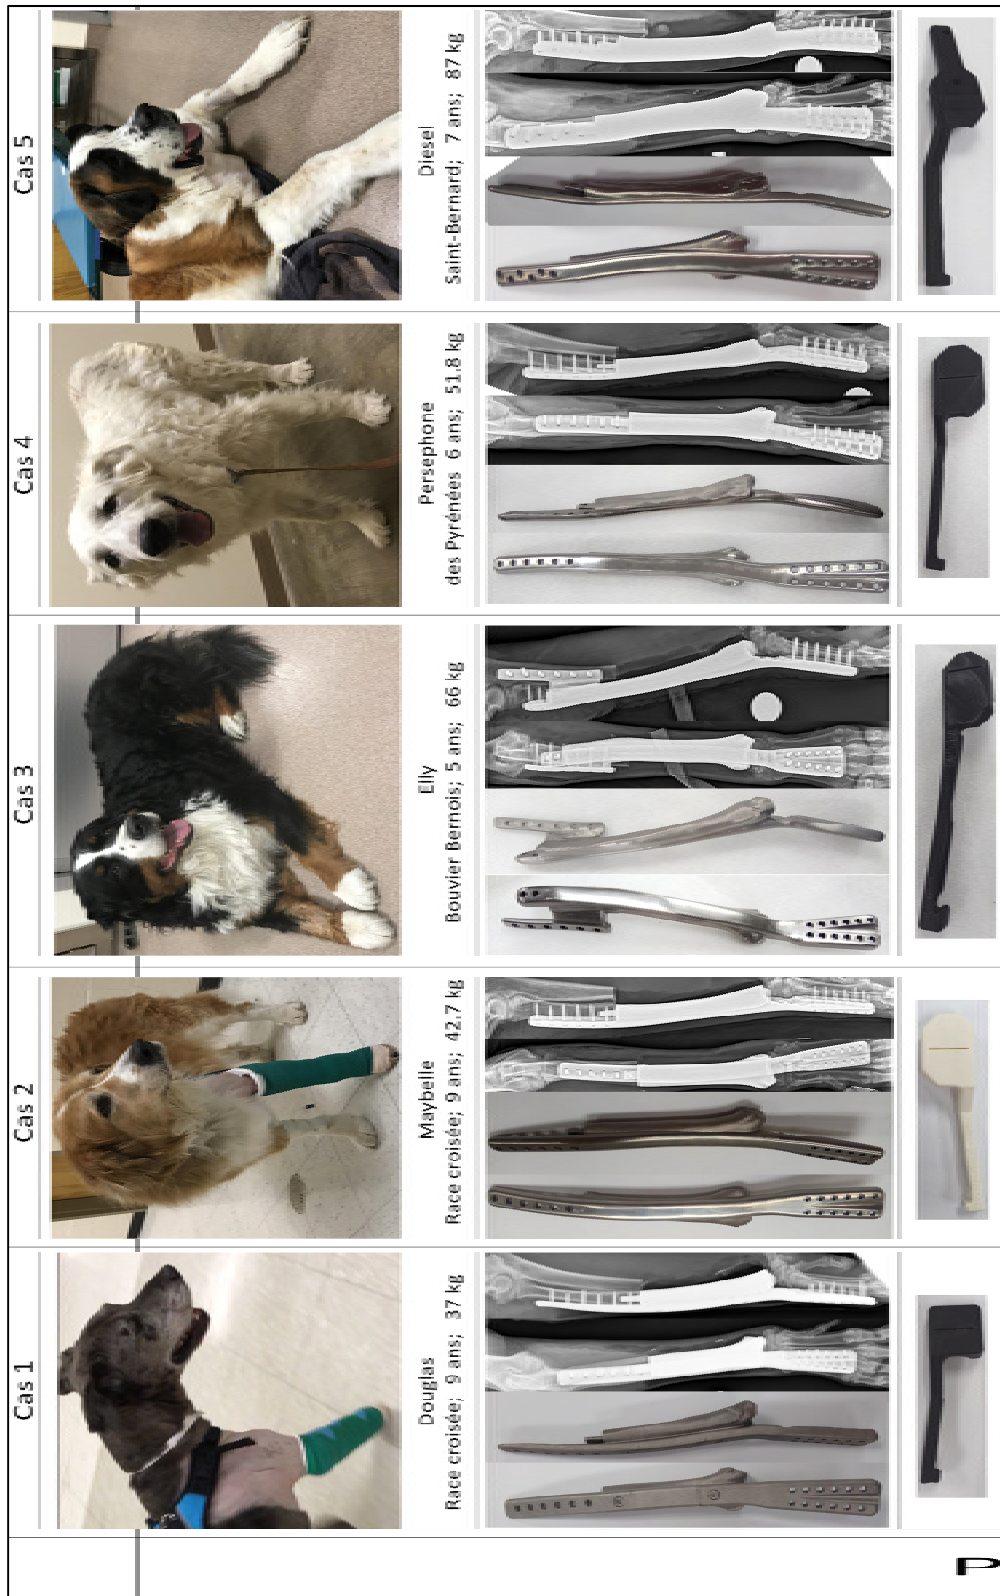 Cas 1
Douglas
Race croisée; 9 ans; 37 kg
Cas 2
Maybelle
Race croisée; 9 ans; 42.7 kg
Cas 3
Elly
Bouvier Bernois; 5 ans; 66 kg
Cas 4
Persephone
des Pyrénées 6 ans; 51.8 kg
Cas 5
Diesel
Saint-Bernard; 7 ans; 87 kg
P